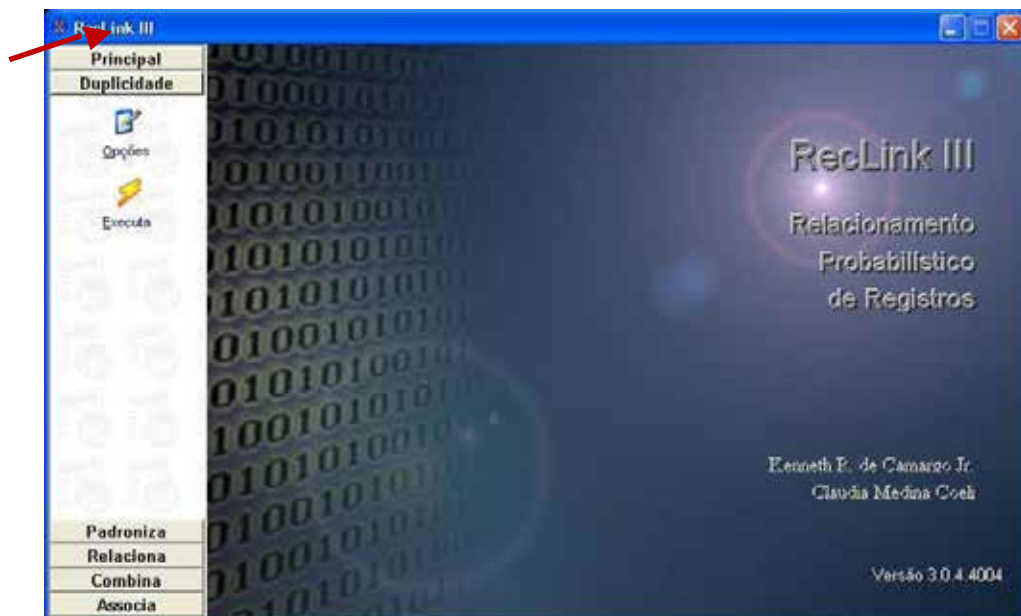 RecLink III
Principal
Duplicidade
Opções
Executa
Padroniza
Relaciona
Combina
Associa
RecLink III
Relacionamento
Probabilístico
de Registros
Kenneth R. de Camargo Jr.
Claudia Medina Coeli
Versão 3.0.4.4004